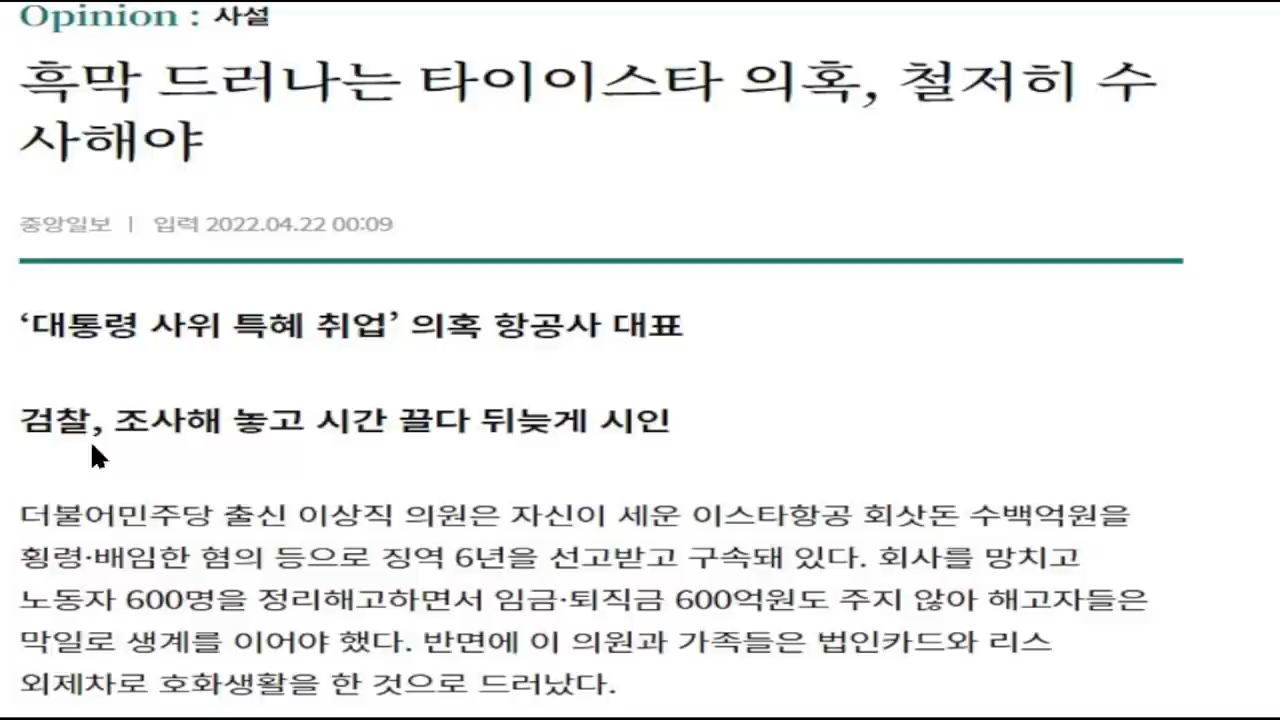 Opinion : 사설
흑막 드러나는 타이이스타 의혹, 철저히 수
사해야
중앙일보 ㅣ 입력 2022.04.22 00:09
‘대통령 사위 특혜 취업’ 의혹 항공사 대표
검찰, 조사해 놓고 시간 끌다 뒤늦게 시인
더불어민주당 출신 이상직 의원은 자신이 세운 이스타항공 회삿돈 수백억원을
횡령·배임한 혐의 등으로 징역 6년을 선고받고 구속돼 있다. 회사를 망치고
노동자 600명을 정리해고하면서 임금·퇴직금 600억원도 주지 않아 해고자들은
막일로 생계를 이어야 했다. 반면에 이 의원과 가족들은 법인카드와 리스
외제차로 호화생활을 한 것으로 드러났다.